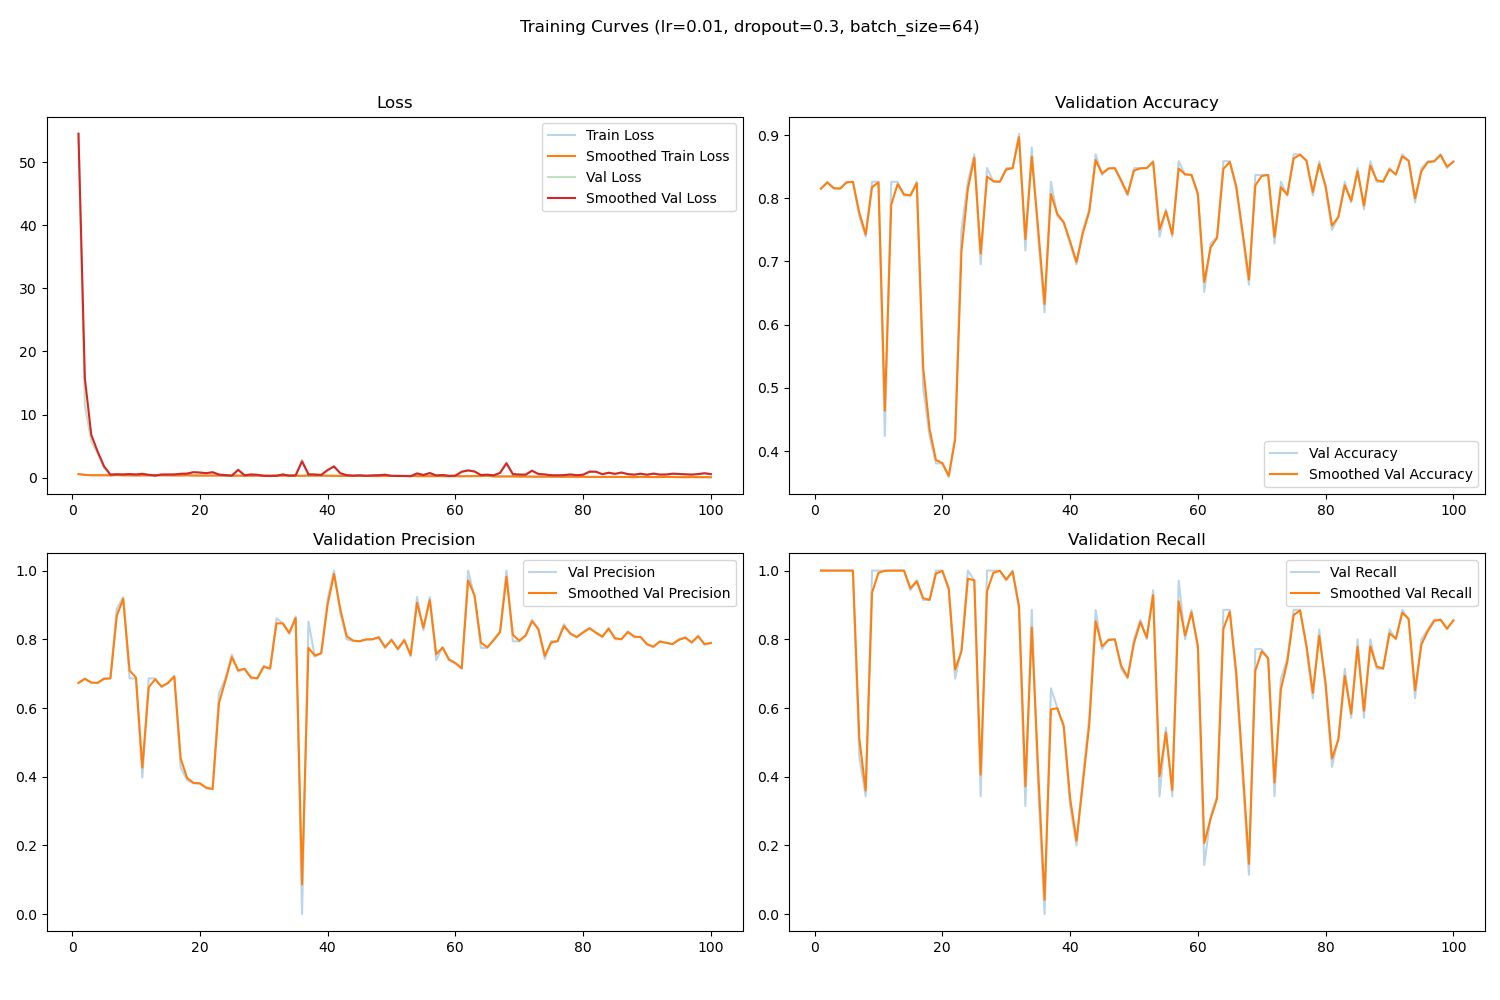 Training Curves (lr=0.01, dropout=0.3, batch_size=64)
Loss
Train Loss
Smoothed Train Loss
Val Loss
Smoothed Val Loss
50
40
30
20
10
0
0 20 40 60 80 100
Validation Accuracy
0.9
0.8
0.7
0.6
0.5
0.4
Val Accuracy
Smoothed Val Accuracy
0 20 40 60 80 100
Validation Precision
Val Precision
Smoothed Val Precision
1.0
0.8
0.6
0.4
0.2
0.0
0 20 40 60 80 100
Validation Recall
Val Recall
Smoothed Val Recall
1.0
0.8
0.6
0.4
0.2
0.0
0 20 40 60 80 100